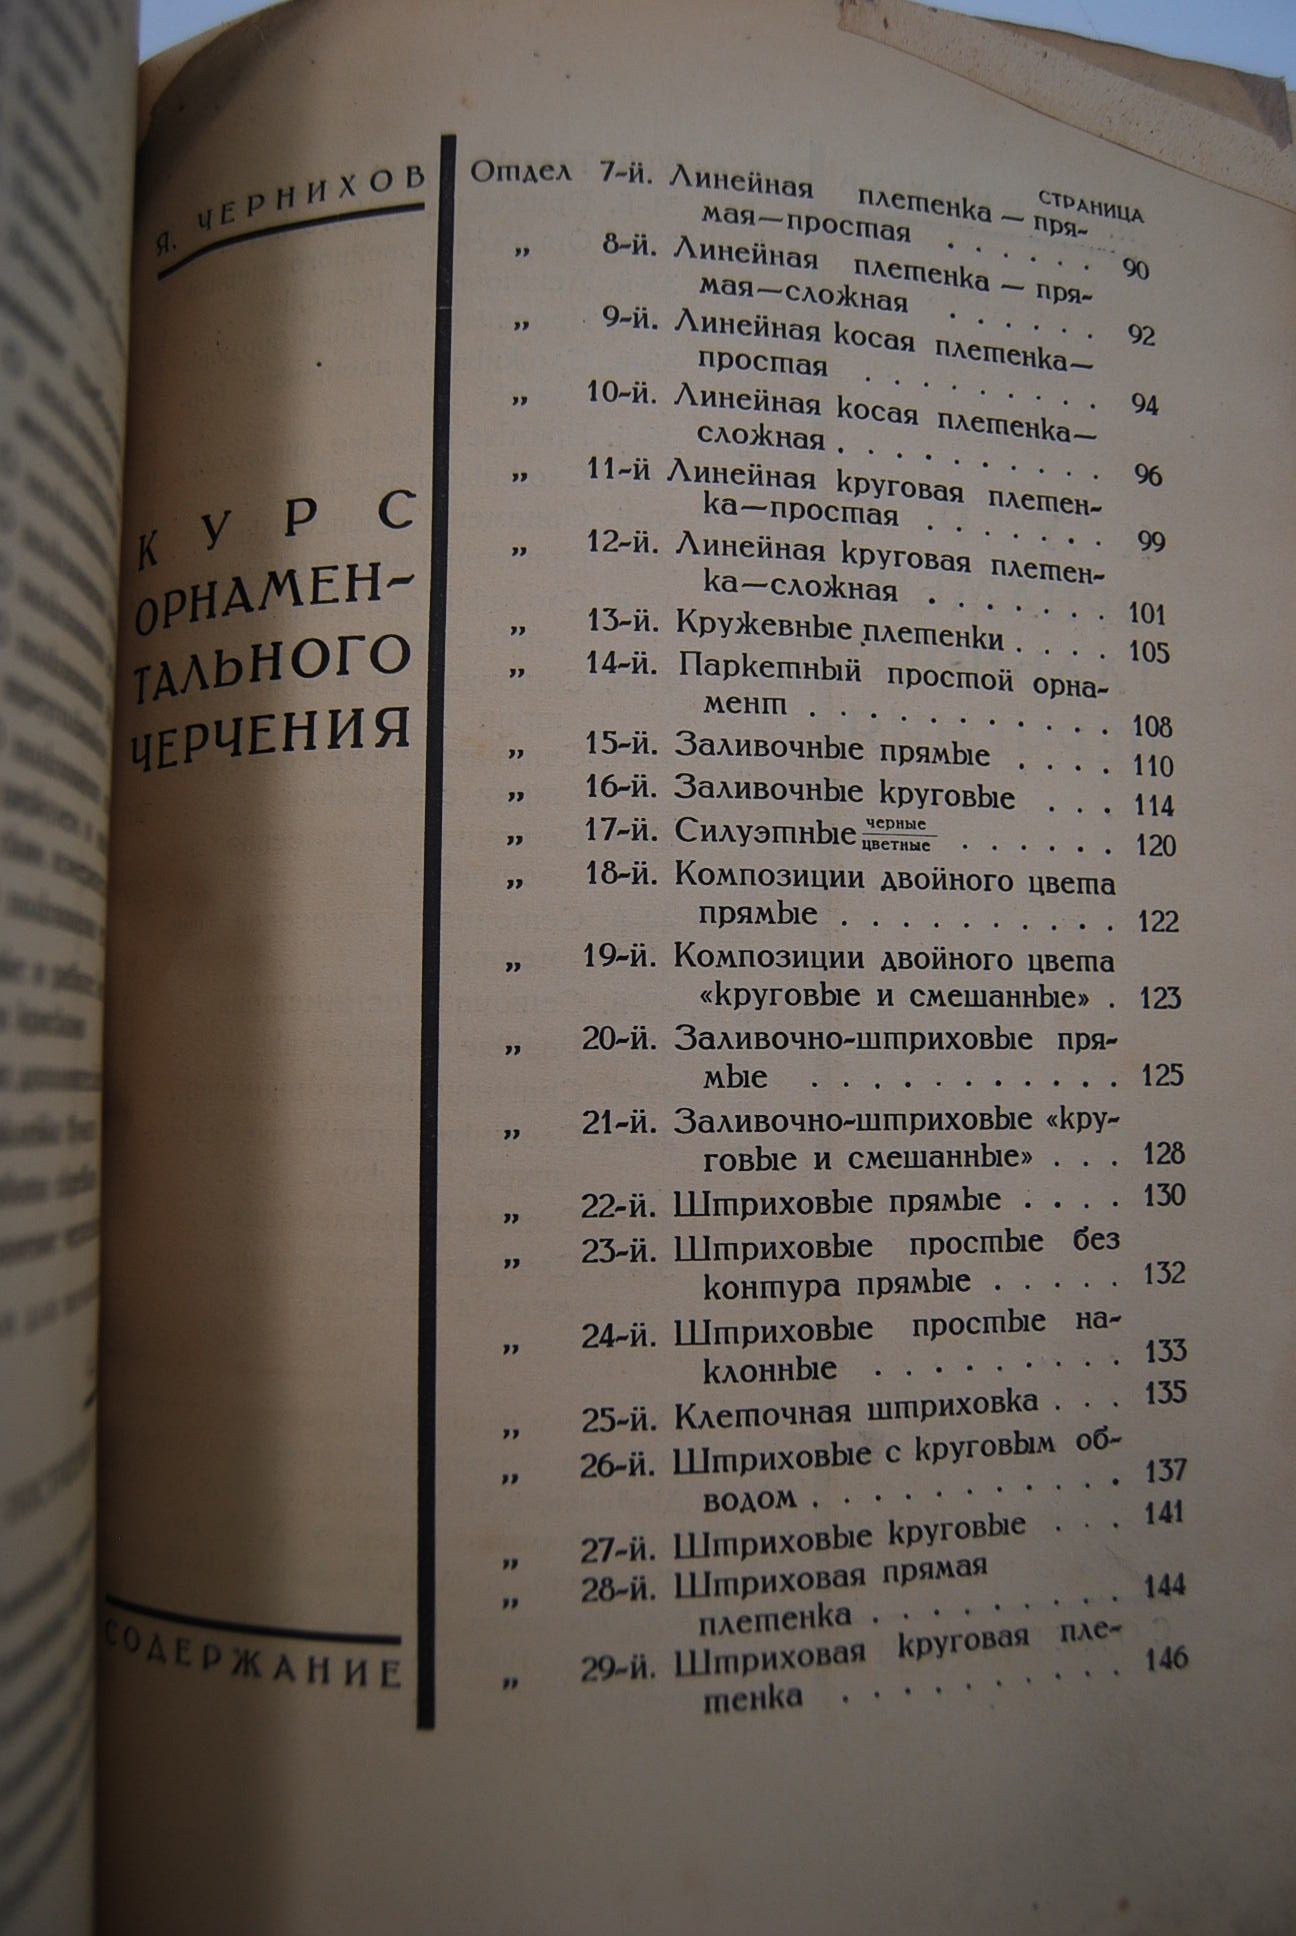 Я. ЧЕРНИХОВ
К У Р С
ОРНАМЕН-
ТАЛЬНОГО
ЧЕРЧЕНИЯ
СОДЕРЖАНИЕ
СТРАНИЦА
Отдел 7-й. Линейная плетенка — пря-
мая—простая . . . . . . 90
„ 8-й. Линейная плетенка — пря-
мая—сложная . . . . . . 92
„ 9-й. Линейная косая плетенка—
простая . . . . . . . . 94
„ 10-й. Линейная косая плетенка—
сложная . . . . . . . . . . 96
„ 11-й Линейная круговая плетен-
ка—простая . . . . . . . 99
„ 12-й. Линейная круговая плетен-
ка—сложная . . . . . . . 101
„ 13-й. Кружевные плетенки . . . . 105
„ 14-й. Паркетный простой орна-
мент . . . . . . . . . . . 108
„ 15-й. Заливочные прямые . . . . 110
„ 16-й. Заливочные круговые . . . 114
„ 17-й. Силуэтные черные
цветные . . . . . . 120
„ 18-й. Композиции двойного цвета
прямые . . . . . . . . . . 122
„ 19-й. Композиции двойного цвета
«круговые и смешанные» . 123
„ 20-й. Заливочно-штриховые пря-
мые . . . . . . . . . . . 125
„ 21-й. Заливочно-штриховые «кру-
говые и смешанные» . . . 128
„ 22-й. Штриховые прямые . . . . 130
„ 23-й. Штриховые простые без
контура прямые . . . . . 132
„ 24-й. Штриховые простые на-
клонные . . . . . . . . . 133
„ 25-й. Клеточная штриховка . . . 135
„ 26-й. Штриховые с круговым об-
водом . . . . . . . . . . . 137
„ 27-й. Штриховые круговые . . . 141
„ 28-й. Штриховая прямая
плетенка . . . . . . . . . 144
„ 29-й. Штриховая круговая пле-
тенка . . . . . . . . . . 146